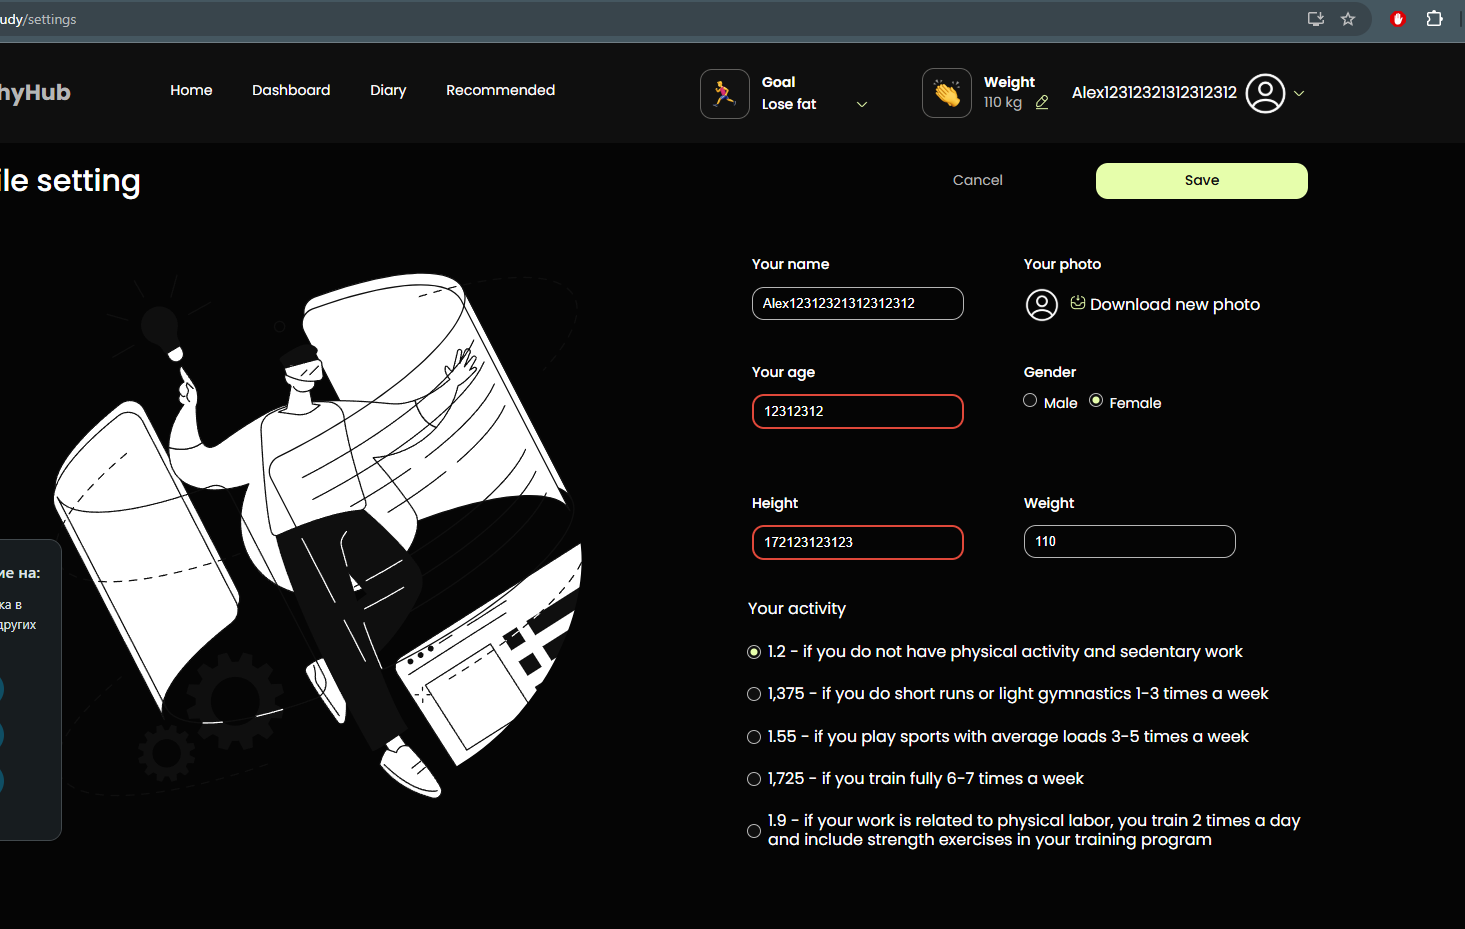 udy/settings
hyHub
Home Dashboard Diary Recommended
Goal
Lose fat
Weight
110 kg
Alex12312321312312312
ile setting
Cancel
Save
Your name
Your photo
Alex12312321312312312
Download new photo
Your age
Gender
12312312
Male Female
Height
Weight
172123123123
110
Your activity
1.2 - if you do not have physical activity and sedentary work
1,375 - if you do short runs or light gymnastics 1-3 times a week
1.55 - if you play sports with average loads 3-5 times a week
1,725 - if you train fully 6-7 times a week
1.9 - if your work is related to physical labor, you train 2 times a day
and include strength exercises in your training program
ие на:
ка в
других